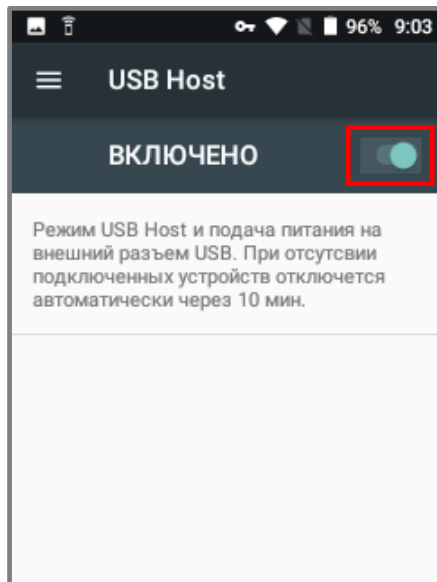 96% 9:03
USB Host
ВКЛЮЧЕНО
Режим USB Host и подача питания на
внешний разъем USB. При отсутсвии
подключенных устройств отключется
автоматически через 10 мин.